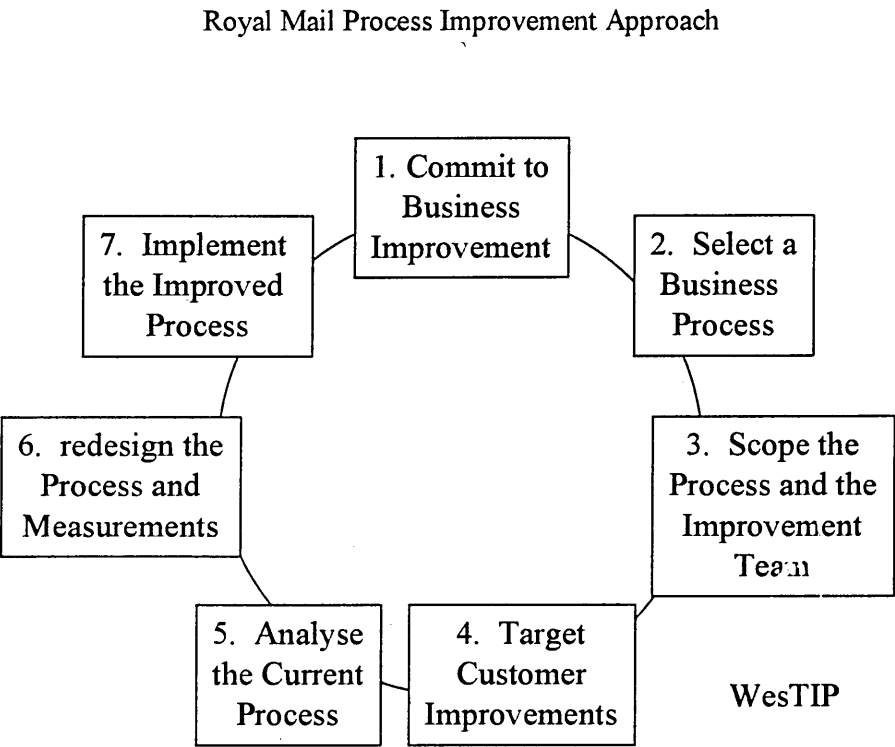 Royal Mail Process Improvement Approach
1. Commit to
Business
Improvement
2. Select a
Business
Process
3. Scope the
Process and the
Improvement
Team
4. Target
Customer
Improvements
5. Analyse
the Current
Process
6. redesign the
Process and
Measurements
7. Implement
the Improved
Process
WesTIP